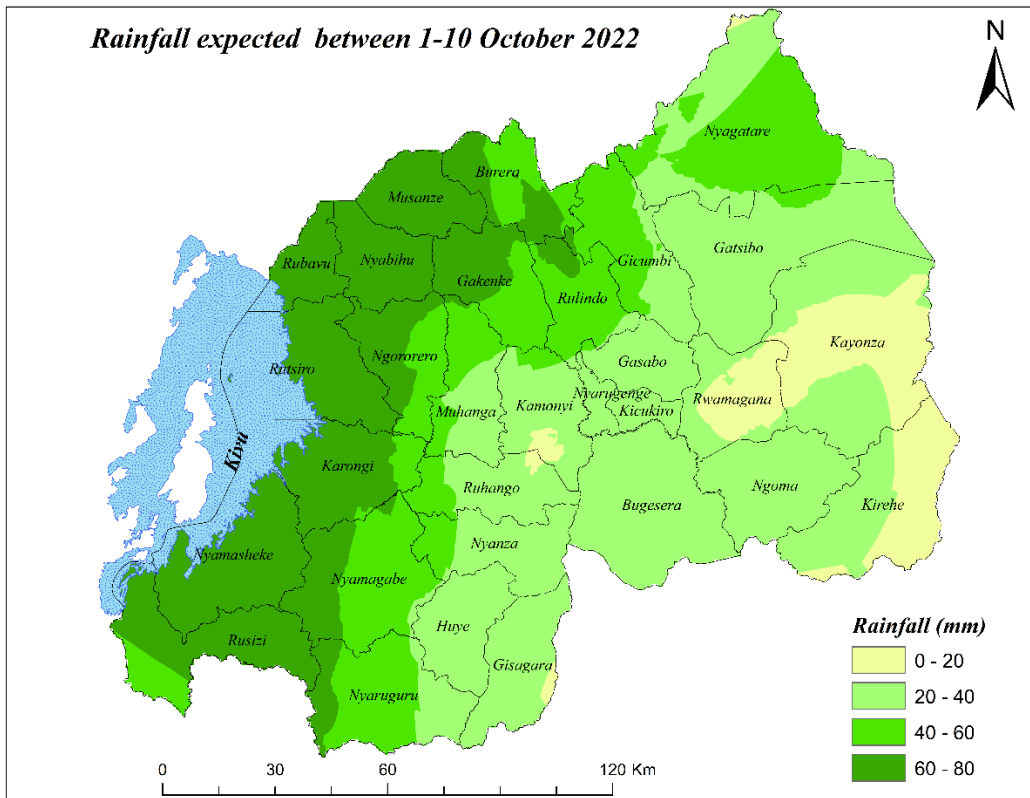 Rainfall expected between 1-10 October 2022
N
Nyagatare
Burera
Musanze
Rubavu
Nyabihu
Gakenke
Rulindo
Gicumbi
Gatsibo
Rutsiro
Ngororero
Gasabo
Kayonza
Muhanga
Kamonyi
Nyarugenge
Kicukiro
Rwamagana
Kivu
Karongi
Ruhango
Bugesera
Ngoma
Kirehe
Nyamasheke
Nyamagabe
Nyanza
Rusizi
Huye
Gisagara
Nyaruguru
Rainfall (mm)
0 - 20
20 - 40
40 - 60
60 - 80
0 30 60 120 Km